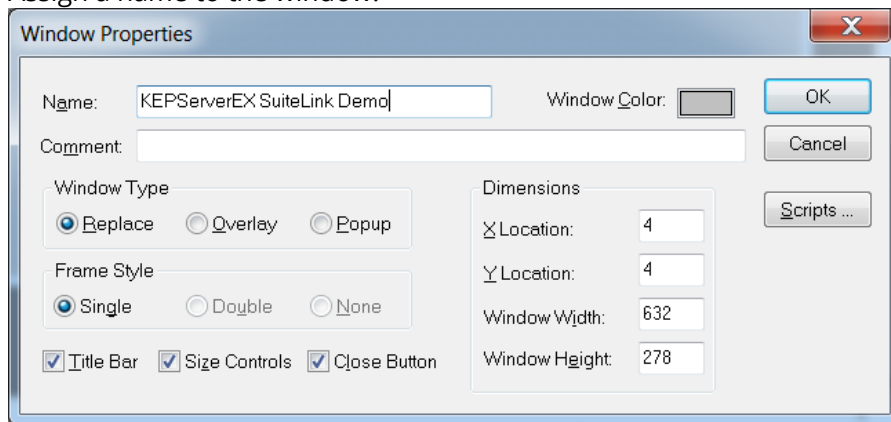 Assign a name to the window.
Window Properties
X
Name: KEPServerEX SuiteLink Demo Window Color: OK
Comment: Cancel
Window Type Dimensions
Replace Overlay Popup X Location: 4 Scripts ...
Frame Style Y Location: 4
Single Double None Window Width: 632
Title Bar Size Controls Close Button Window Height: 278